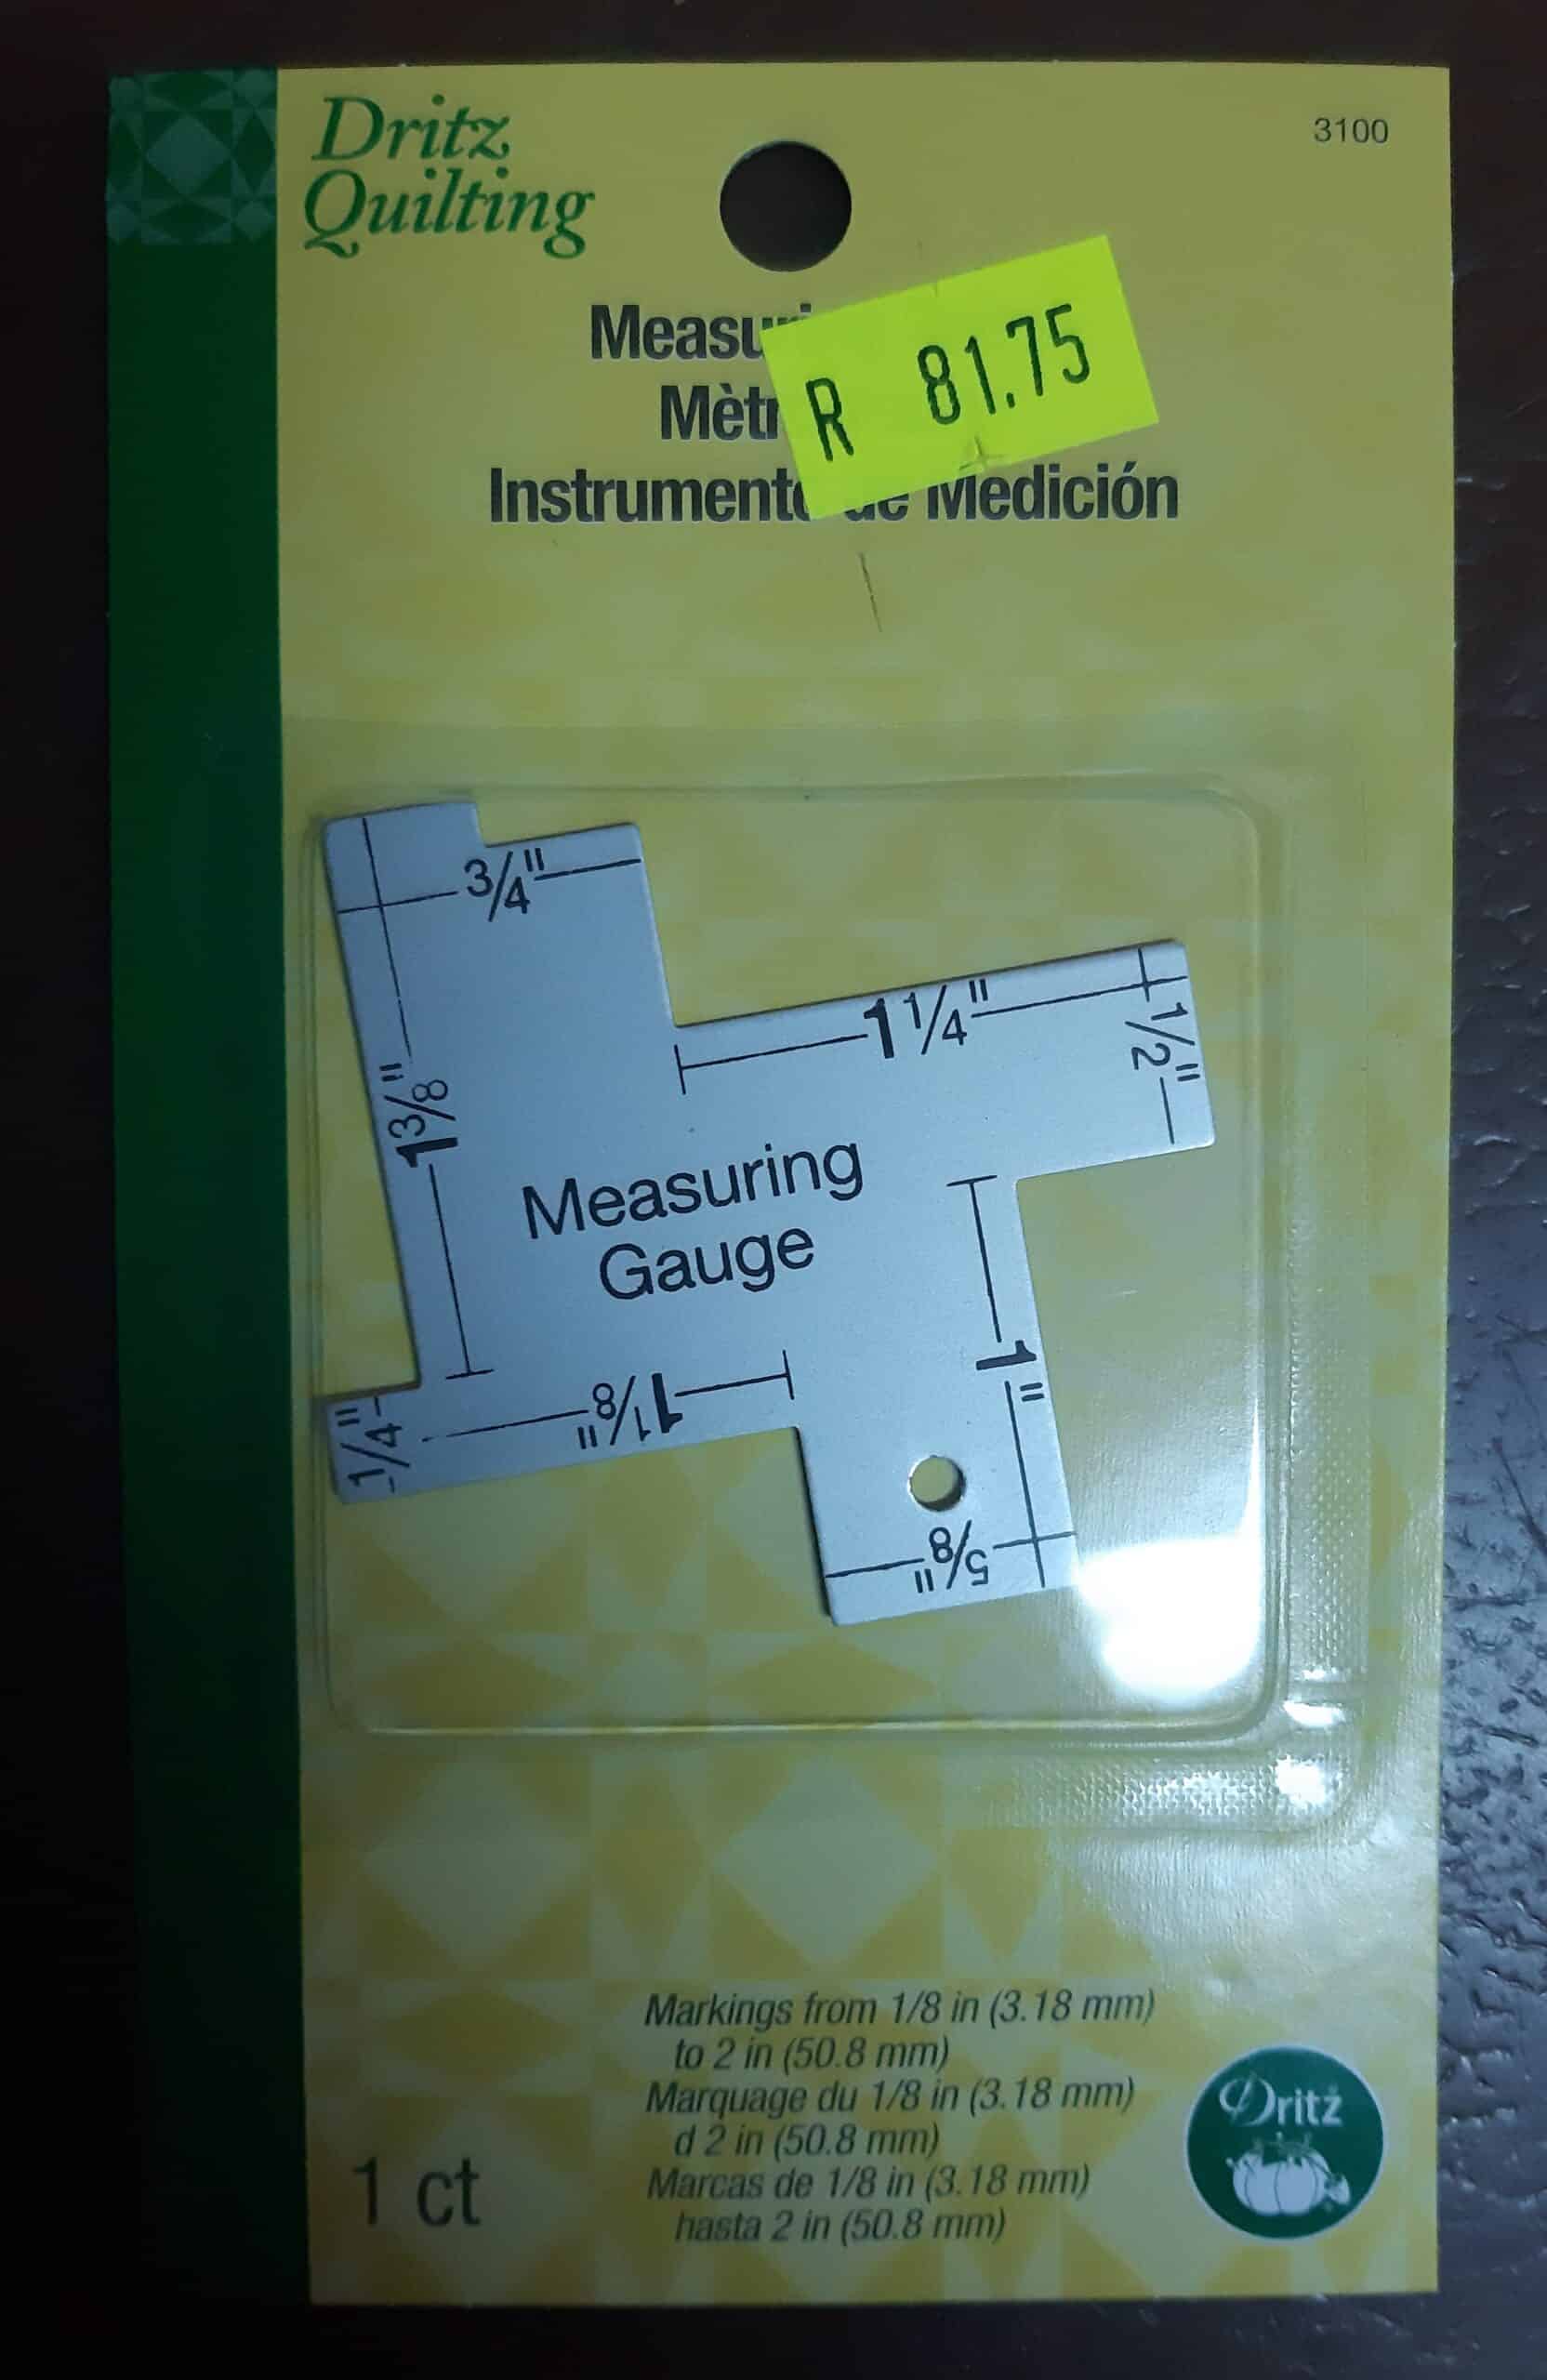 Dritz
Quilting
3100
R 81.75
Medición
3/4"
1 1/4"
1/2"
1 3/8"
Measuring
Gauge
1"
1 1/8"
1/4"
5/8"
Markings from 1/8 in (3.18 mm)
to 2 in (50.8 mm)
Marquage du 1/8 in (3.18 mm)
d 2 in (50.8 mm)
Marcas de 1/8 in (3.18 mm)
hasta 2 in (50.8 mm)
Dritz
1 ct